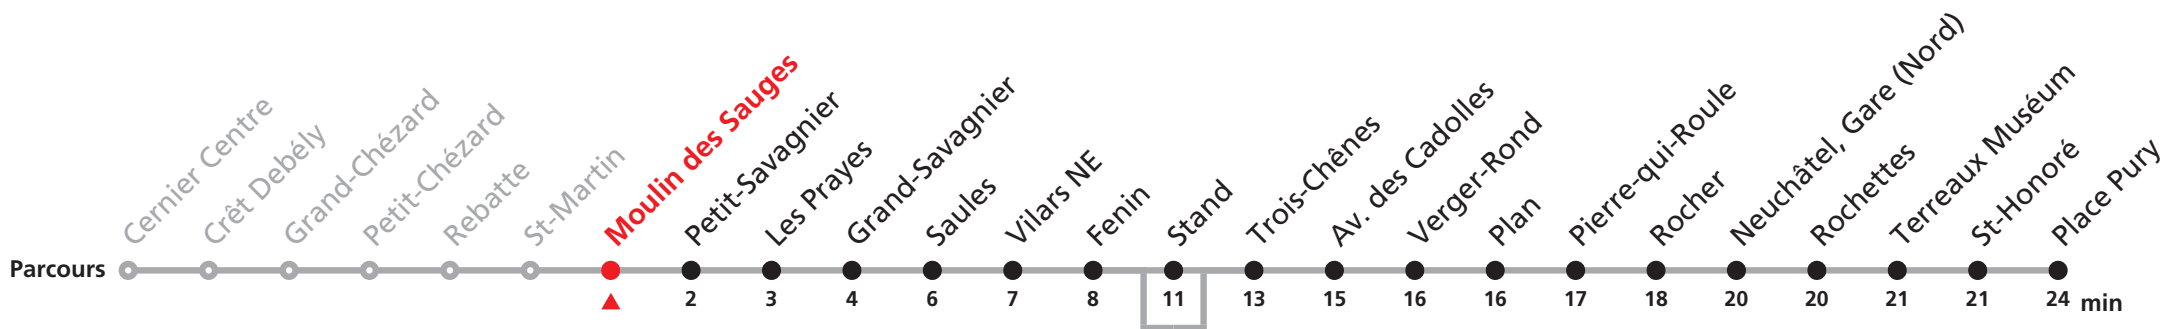 Cernier Centre
Crêt Debély
Grand-Chézard
Petit-Chézard
Rebatte
St-Martin
Moulin des Sauges
Petit-Savagnier
Les Prayes
Grand-Savagnier
Saules
Vilars NE
Fenin
Stand
Trois-Chênes
Av. des Cadolles
Verger-Rond
Plan
Pierre-qui-Roule
Rocher
Neuchâtel, Gare (Nord)
Rochettes
Terreaux Muséum
St-Honoré
Place Pury
Parcours
2 3 4 6 7 8 11 13 15 16 16 17 18 20 20 21 21 24 min